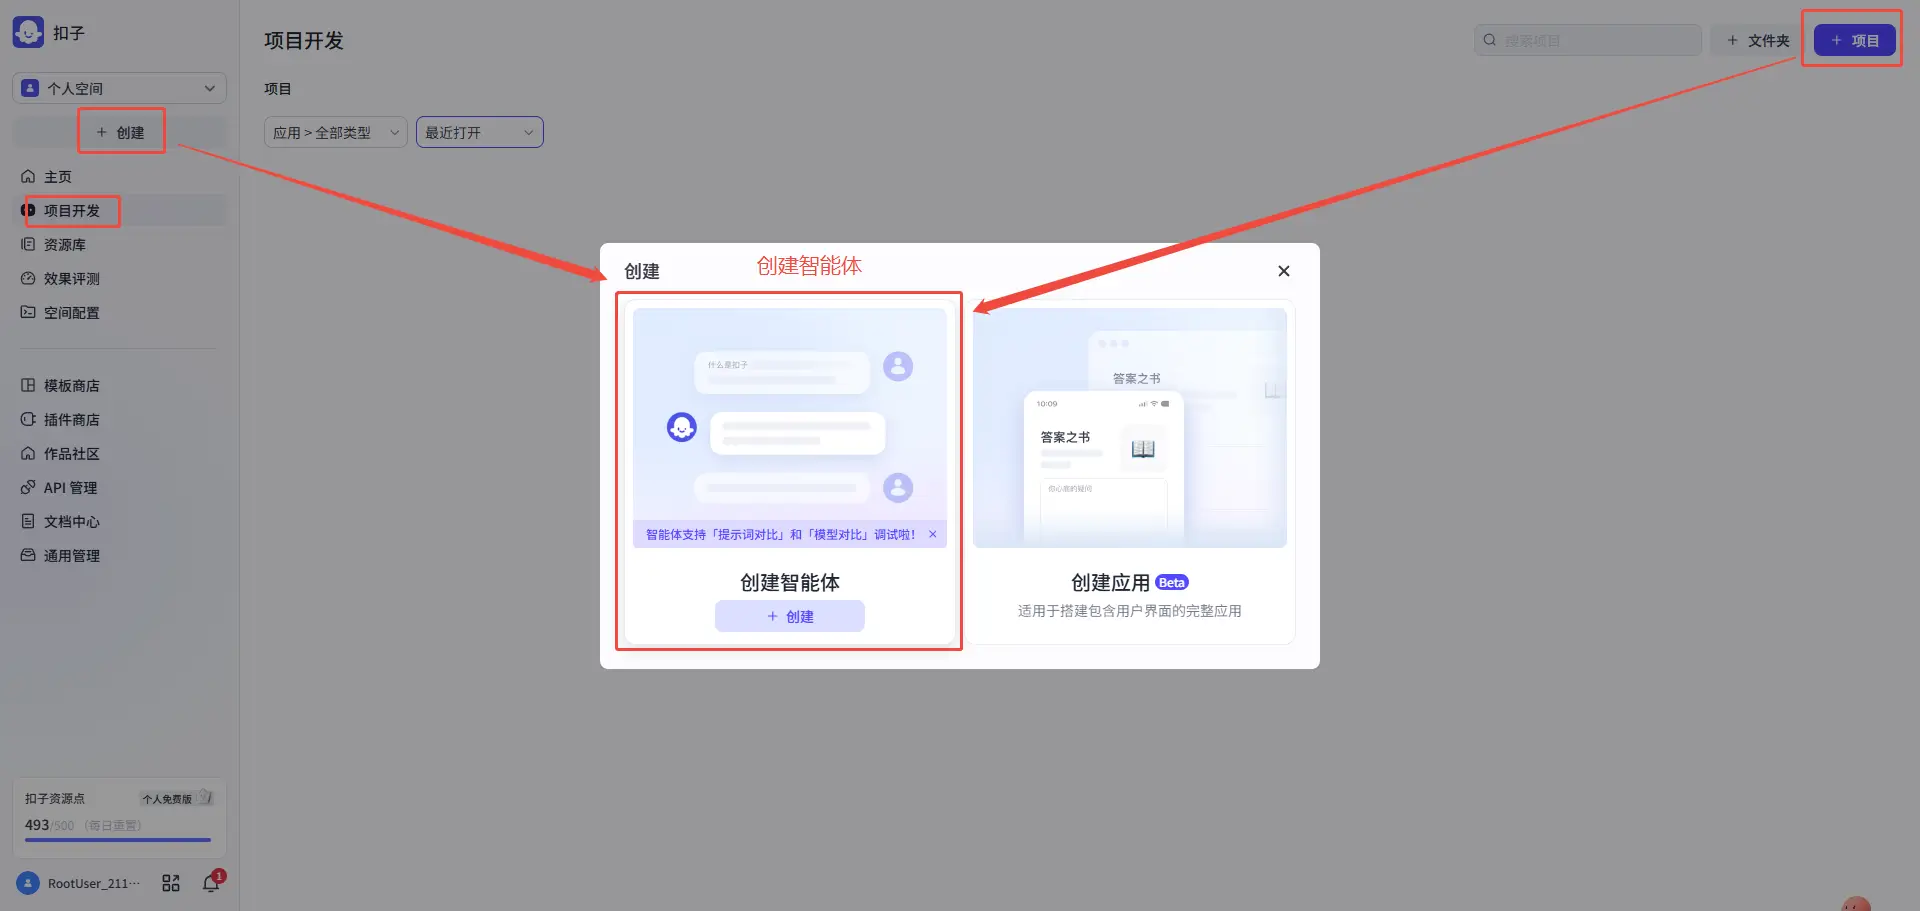 扣子
个人空间
+ 创建
主页
项目开发
资源库
效果评测
空间配置
模板商店
插件商店
作品社区
API 管理
文档中心
通用管理
扣子资源点
个人免费版
493/500 (每日重置)
RootUser_211···
1
项目开发
搜索项目
+ 文件夹
+ 项目
项目
应用 > 全部类型
最近打开
创建
创建智能体
什么是扣子
智能体支持「提示词对比」和「模型对比」调试啦!
创建智能体
+ 创建
答案之书
10:09
答案之书
你心底的疑问
创建应用 Beta
适用于搭建包含用户界面的完整应用